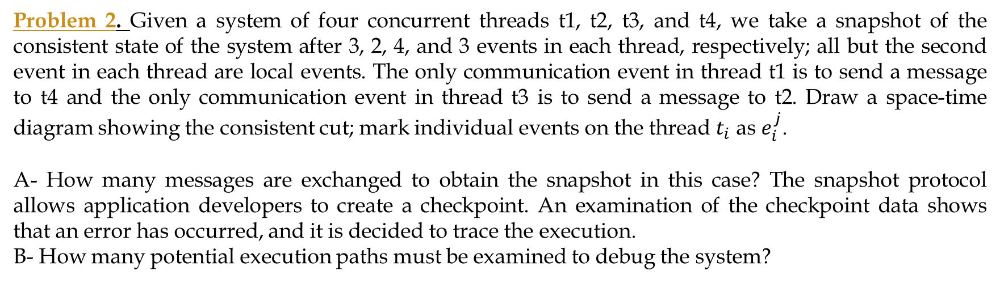 Problem 2. Given a system of four concurrent threads t1, t2, t3, and t4, we take a snapshot of the
consistent state of the system after 3, 2, 4, and 3 events in each thread, respectively; all but the second
event in each thread are local events. The only communication event in thread t1 is to send a message
to t4 and the only communication event in thread t3 is to send a message to t2. Draw a space-time
diagram showing the consistent cut; mark individual events on the thread $t_i$ as $e_i^j$.
A- How many messages are exchanged to obtain the snapshot in this case? The snapshot protocol
allows application developers to create a checkpoint. An examination of the checkpoint data shows
that an error has occurred, and it is decided to trace the execution.
B- How many potential execution paths must be examined to debug the system?